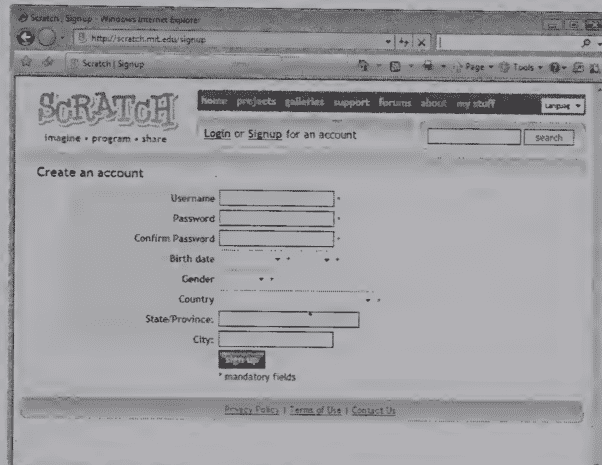 Scratch | Signup - Windows Internet Explorer
http://scratch.mit.edu/signup
Scratch | Signup
Page
Tools
SCRATCH
imagine • program • share
home projects galleries support forums about my stuff
Language
Login or Signup for an account
search
Create an account
Username *
Password *
Confirm Password *
Birth date * *
Gender *
Country *
State/Province:
City:
sign up
* mandatory fields
Privacy Policy | Terms of Use | Contact Us